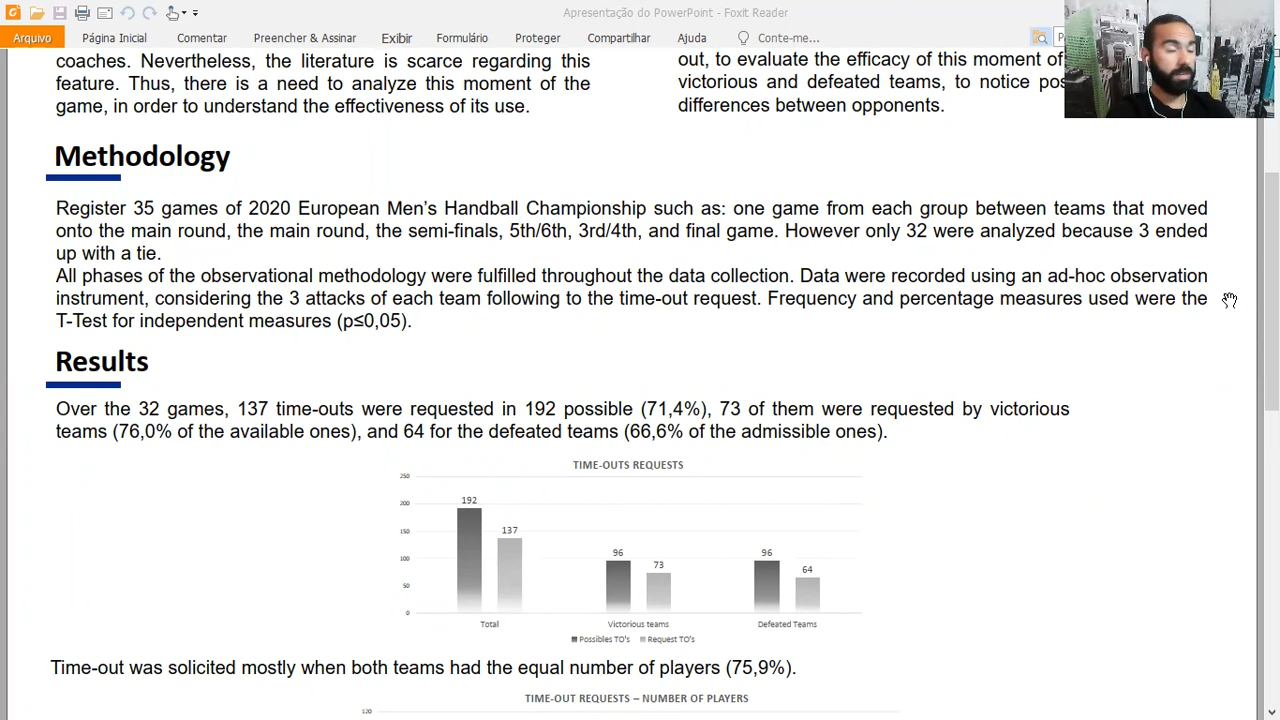 Apresentação do PowerPoint - Foxit Reader
Arquivo Página Inicial Comentar Preencher & Assinar Exibir Formulário Proteger Compartilhar Ajuda Conte-me...
coaches. Nevertheless, the literature is scarce regarding this
feature. Thus, there is a need to analyze this moment of the
game, in order to understand the effectiveness of its use.
out, to evaluate the efficacy of this moment of
victorious and defeated teams, to notice
differences between opponents.
Methodology
Register 35 games of 2020 European Men's Handball Championship such as: one game from each group between teams that moved
onto the main round, the main round, the semi-finals, 5th/6th, 3rd/4th, and final game. However only 32 were analyzed because 3 ended
up with a tie.
All phases of the observational methodology were fulfilled throughout the data collection. Data were recorded using an ad-hoc observation
instrument, considering the 3 attacks of each team following to the time-out request. Frequency and percentage measures used were the
T-Test for independent measures (p≤0,05).
Results
Over the 32 games, 137 time-outs were requested in 192 possible (71,4%), 73 of them were requested by victorious
teams (76,0% of the available ones), and 64 for the defeated teams (66,6% of the admissible ones).
TIME-OUTS REQUESTS
250
200
150
100
50
0
192
137
96
73
96
64
Total Victorious teams Defeated Teams
Possibles TO's Request TO's
Time-out was solicited mostly when both teams had the equal number of players (75,9%).
TIME-OUT REQUESTS – NUMBER OF PLAYERS
120